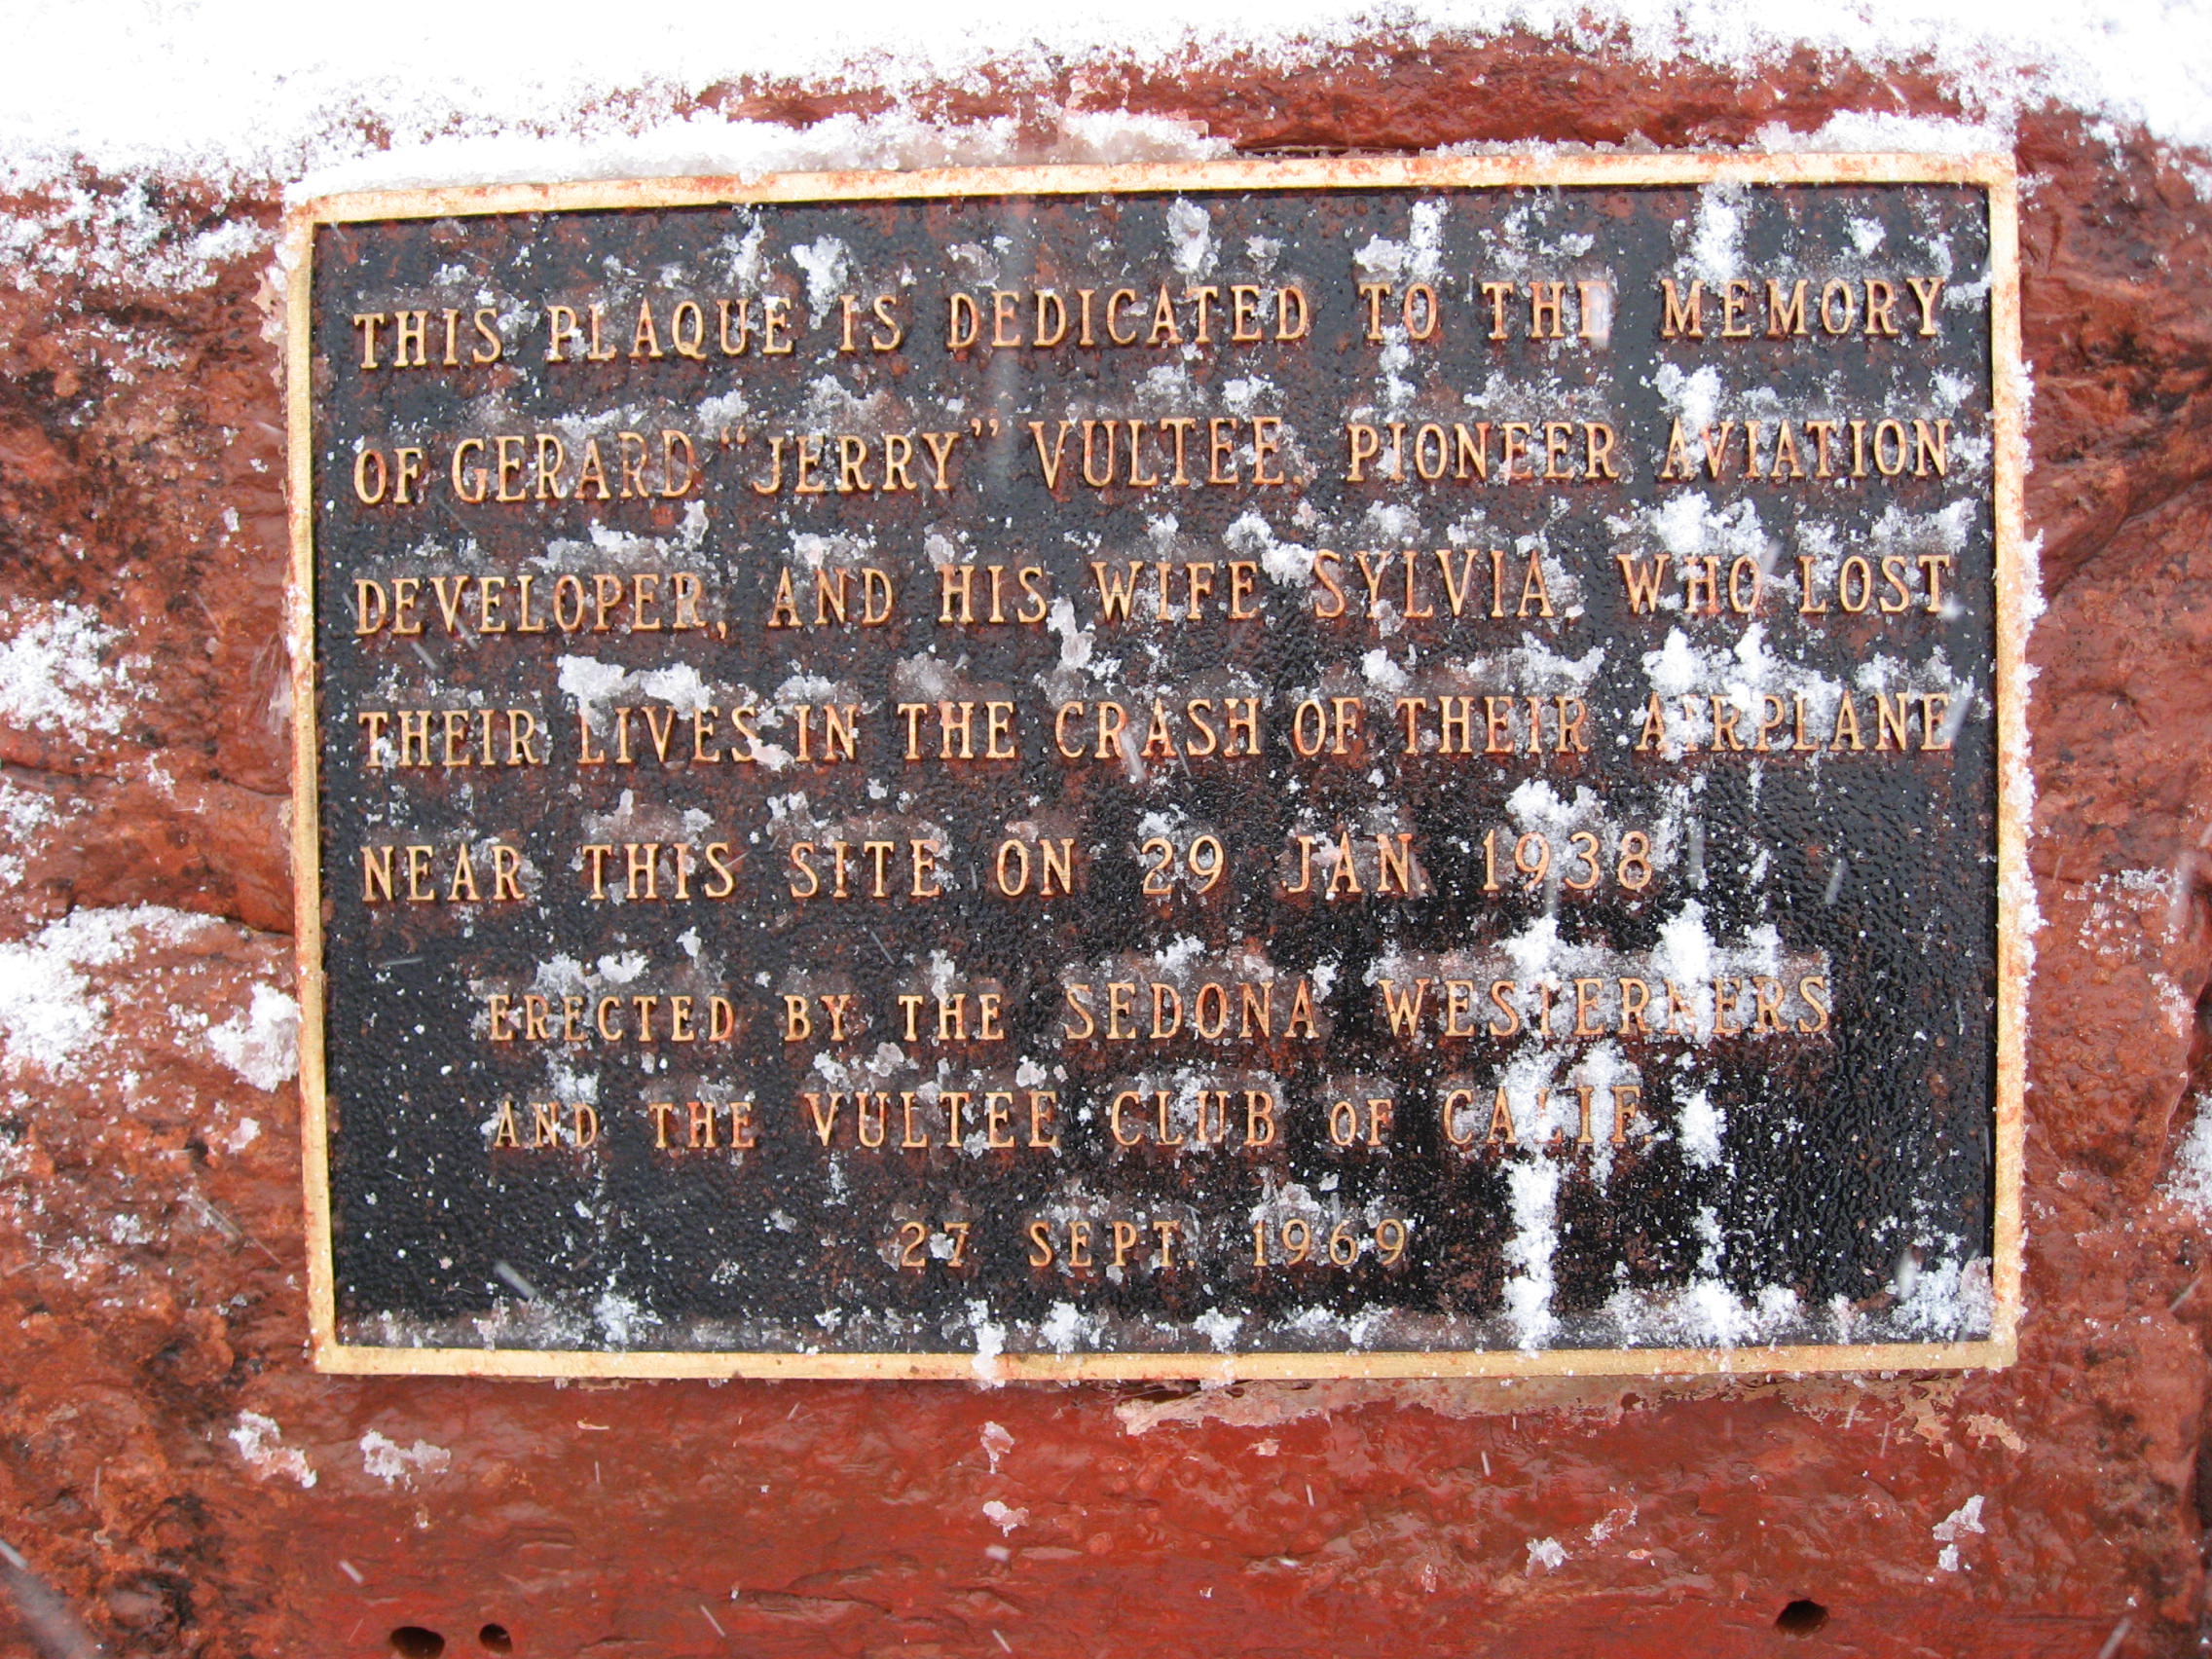 THIS PLAQUE IS DEDICATED TO THE MEMORY
OF GERARD "JERRY" VULTEE, PIONEER AVIATION
DEVELOPER, AND HIS WIFE SYLVIA, WHO LOST
THEIR LIVES IN THE CRASH OF THEIR AIRPLANE
NEAR THIS SITE ON 29 JAN. 1938
ERECTED BY THE SEDONA WESTERNERS
AND THE VULTEE CLUB OF CALIF.
27 SEPT. 1969